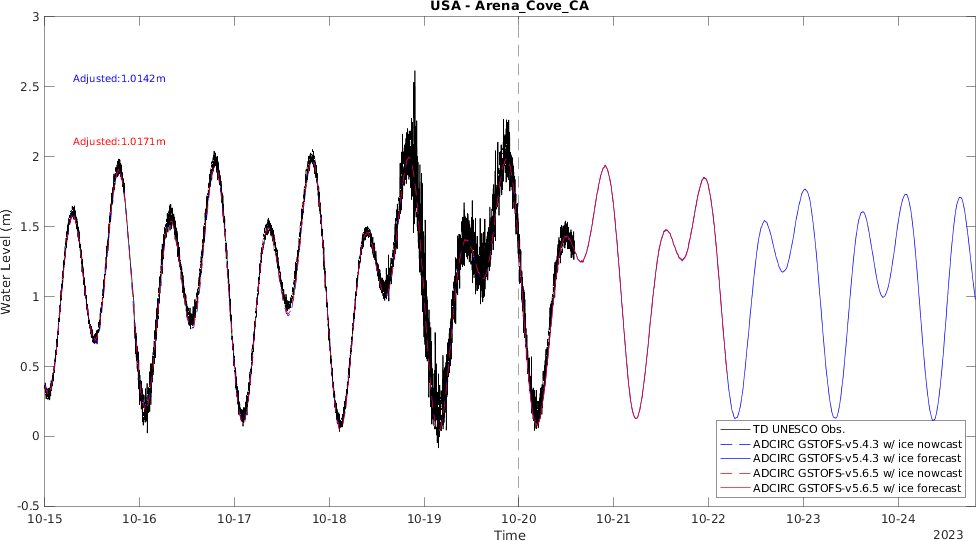 USA - Arena_Cove_CA
3
2.5
2
1.5
1
0.5
0
-0.5
Water Level (m)
Adjusted:1.0142m
Adjusted:1.0171m
TD UNESCO Obs.
ADCIRC GSTOFS-v5.4.3 w/ ice nowcast
ADCIRC GSTOFS-v5.4.3 w/ ice forecast
ADCIRC GSTOFS-v5.6.5 w/ ice nowcast
ADCIRC GSTOFS-v5.6.5 w/ ice forecast
10-15 10-16 10-17 10-18 10-19 10-20 10-21 10-22 10-23 10-24
Time
2023